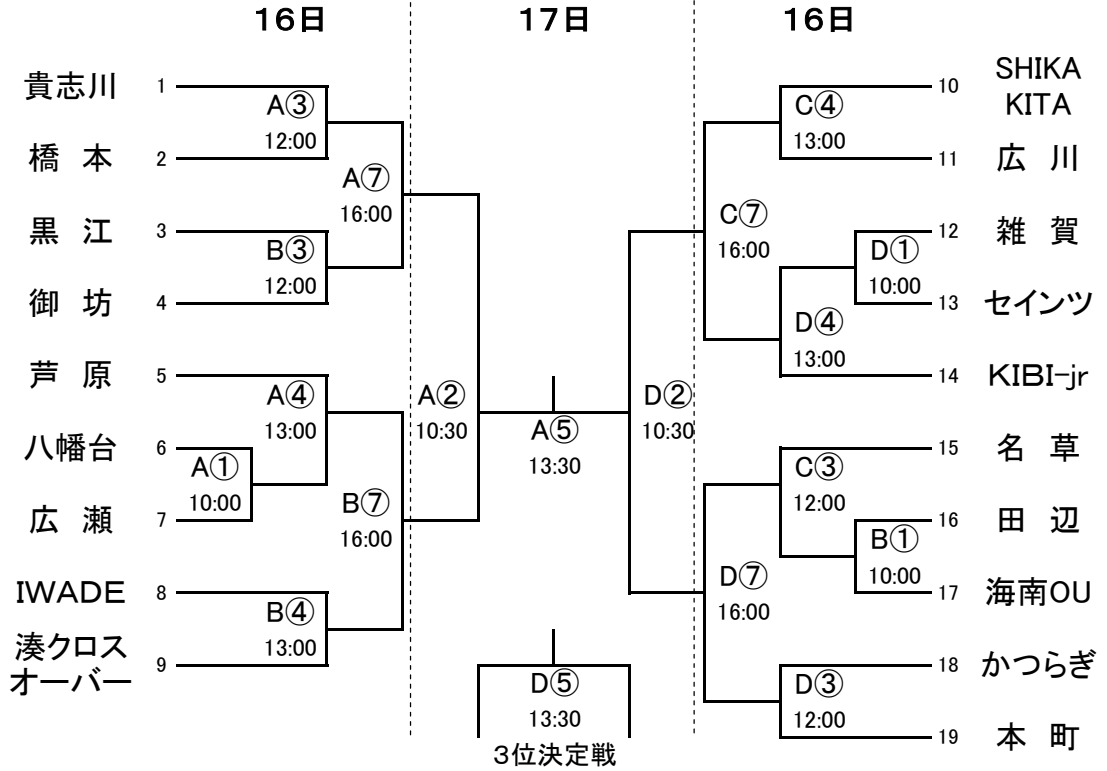 16日
17日
16日
貴志川 1
A③
12:00
橋 本 2
A⑦
16:00
黒 江 3
B③
12:00
御 坊 4
芦 原 5
A④
13:00
八幡台 6
A①
10:00
広 瀬 7
B⑦
16:00
IWADE 8
B④
13:00
湊クロス
オーバー 9
A②
10:30
A⑤
13:30
D②
10:30
D⑤
13:30
3位決定戦
10 SHIKA
KITA
C④
13:00
11 広 川
C⑦
16:00
12 雑 賀
D①
10:00
13 セインツ
D④
13:00
14 KIBI-jr
15 名 草
C③
12:00
16 田 辺
B①
10:00
17 海南OU
D⑦
16:00
18 かつらぎ
D③
12:00
19 本 町